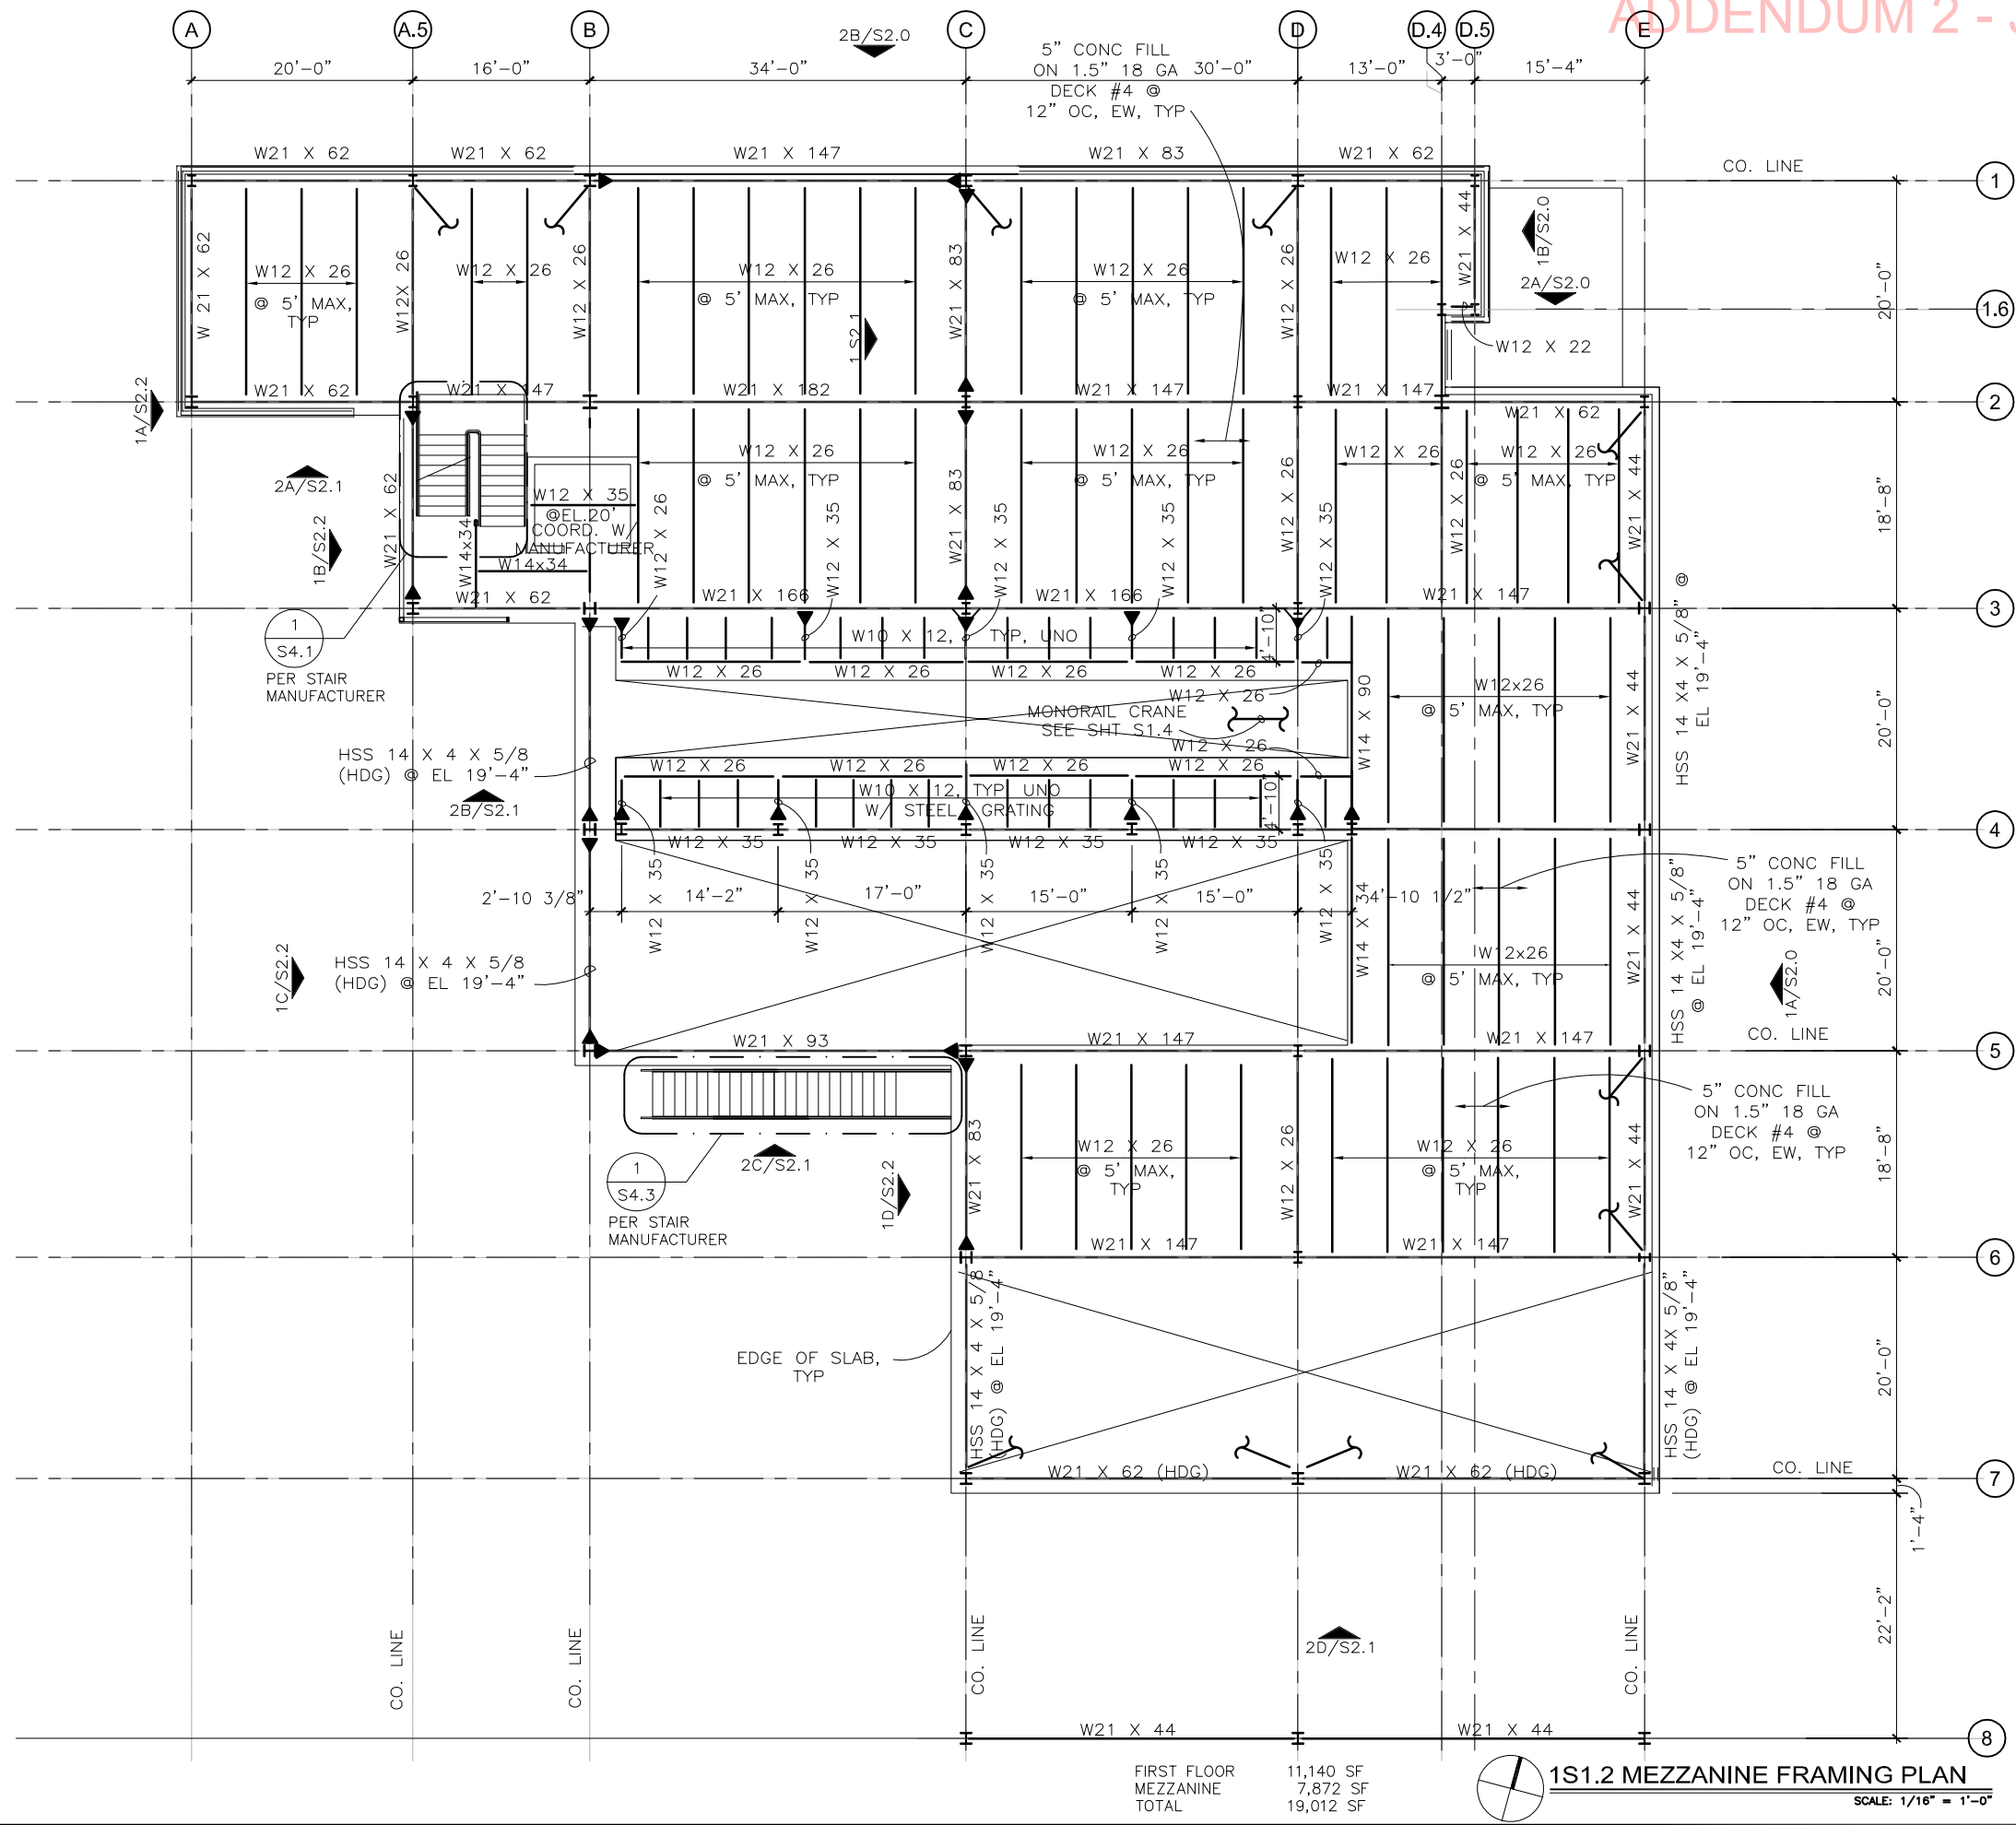 ADDENDUM 2 -
A
A.5
B
C
D
D.4
D.5
E
2B/S2.0
20'-0"
16'-0"
34'-0"
30'-0"
13'-0"
3'-0"
15'-4"
5" CONC FILL
ON 1.5" 18 GA
DECK #4 @
12" OC, EW, TYP
W21 X 62
W21 X 62
W21 X 147
W21 X 83
W21 X 62
CO. LINE
1
W 21 X 62
W12X 26
W12 X 26
W21 X 83
W12 X 26
W21 X 44
1B/S2.0
2A/S2.0
20'-0"
W12 X 26
@ 5' MAX,
TYP
W12 X 26
W12 X 26
@ 5' MAX, TYP
W12 X 26
@ 5' MAX, TYP
W12 X 26
1.6
1 S2.1
W12 X 22
1A/S2.2
W21 X 62
W21 X 147
W21 X 182
W21 X 147
W21 X 147
2
W21 X 62
2A/S2.1
1B/S2.2
W21 X 62
W12 X 26
@ 5' MAX, TYP
W12 X 26
@ 5' MAX, TYP
W12 X 26
W12 X 26
@ 5' MAX, TYP
W21 X 83
W12 X 26
W12 X 26
W21 X 44
18'-8"
W12 X 35
@EL.20'
COORD. W/
MANUFACTURER
W14x34
W14x34
W12 X 26
W12 X 35
W12 X 35
W12 X 35
W12 X 35
W21 X 62
W21 X 166
W21 X 166
W21 X 147
3
1
S4.1
PER STAIR
MANUFACTURER
W10 X 12, TYP, UNO
4'-10"
W12 X 26
W12 X 26
W12 X 26
W12 X 26
W12 X 26
MONORAIL CRANE
SEE SHT S1.4
W14 X 90
W12x26
@ 5' MAX, TYP
W21 X 44
HSS 14 X4 X 5/8" @
EL 19'-4"
20'-0"
HSS 14 X 4 X 5/8
(HDG) @ EL 19'-4"
2B/S2.1
W12 X 26
W12 X 26
W12 X 26
W12 X 26
W12 X 26
W10 X 12, TYP UNO
W/ STEEL GRATING
4'-10"
4
W12 X 35
W12 X 35
W12 X 35
W12 X 35
2'-10 3/8"
14'-2"
17'-0"
15'-0"
15'-0"
4'-10 1/2"
W12 X 35
W12 X 35
W12 X 35
W12 X 35
W12 X 35
W14 X 34
5" CONC FILL
ON 1.5" 18 GA
DECK #4 @
12" OC, EW, TYP
1C/S2.2
HSS 14 X 4 X 5/8
(HDG) @ EL 19'-4"
W12x26
@ 5' MAX, TYP
W21 X 44
HSS 14 X4 X 5/8"
@ EL 19'-4"
1A/S2.0
20'-0"
CO. LINE
W21 X 93
W21 X 147
W21 X 147
5
5" CONC FILL
ON 1.5" 18 GA
DECK #4 @
12" OC, EW, TYP
1
S4.3
PER STAIR
MANUFACTURER
2C/S2.1
1D/S2.2
W21 X 83
W12 X 26
@ 5' MAX,
TYP
W12 X 26
W12 X 26
@ 5' MAX,
TYP
W21 X 44
18'-8"
W21 X 147
W21 X 147
6
EDGE OF SLAB,
TYP
HSS 14 X 4 X 5/8
(HDG) @ EL 19'-4"
HSS 14 X 4X 5/8"
(HDG) @ EL 19'-4"
20'-0"
W21 X 62 (HDG)
W21 X 62 (HDG)
CO. LINE
7
1'-4"
CO. LINE
CO. LINE
CO. LINE
CO. LINE
2D/S2.1
22'-2"
W21 X 44
W21 X 44
8
FIRST FLOOR 11,140 SF
MEZZANINE 7,872 SF
TOTAL 19,012 SF
1S1.2 MEZZANINE FRAMING PLAN
SCALE: 1/16" = 1'-0"